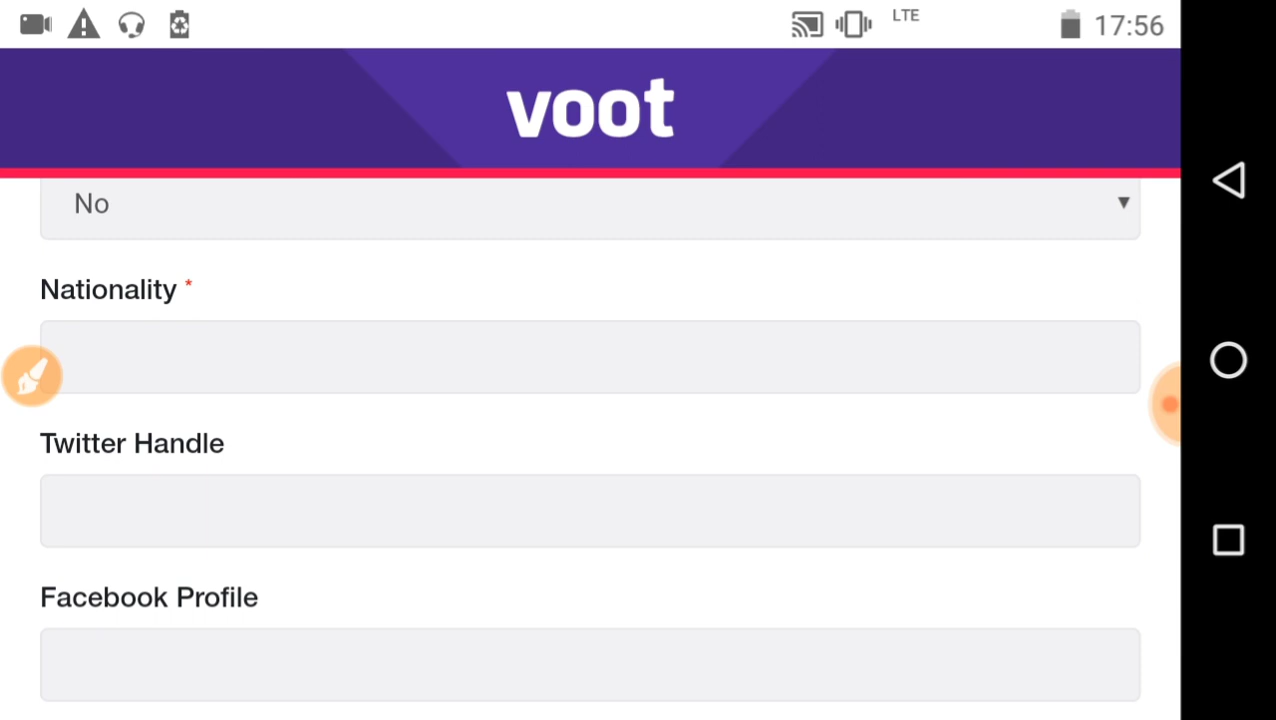 LTE
17:56
voot
No
Nationality *
Twitter Handle
Facebook Profile